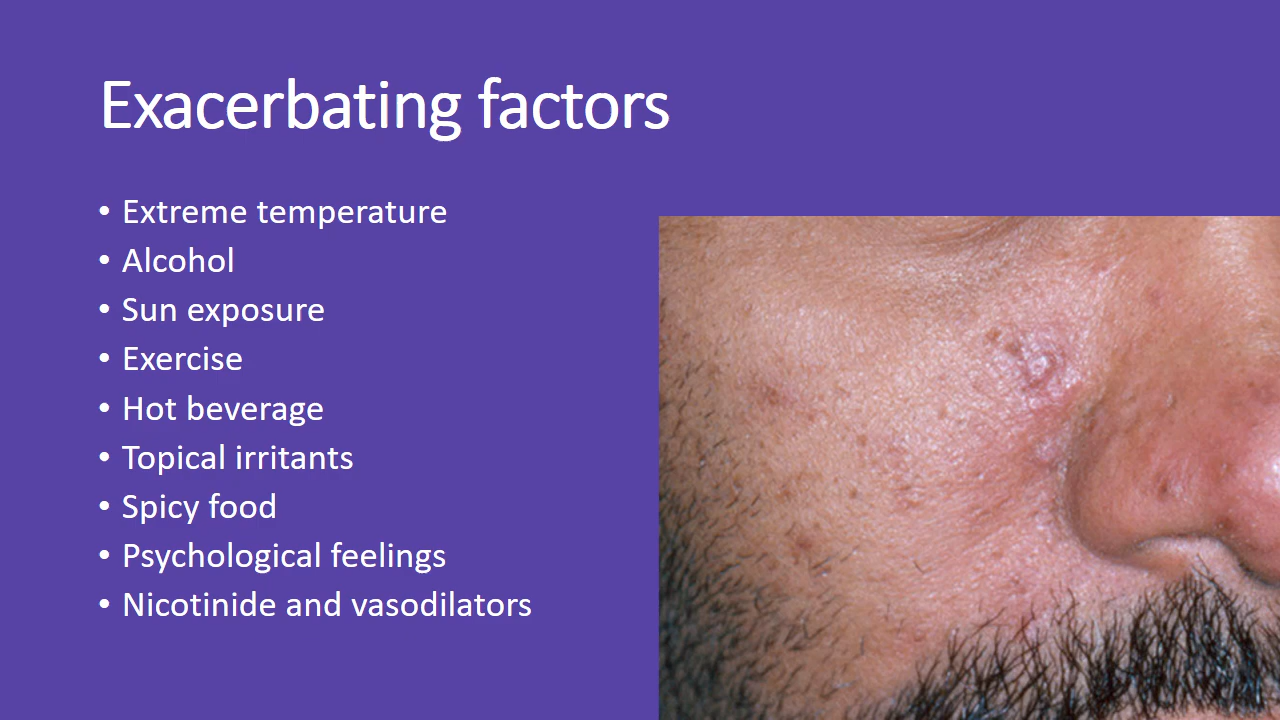 Exacerbating factors
• Extreme temperature
• Alcohol
• Sun exposure
• Exercise
• Hot beverage
• Topical irritants
• Spicy food
• Psychological feelings
• Nicotinide and vasodilators